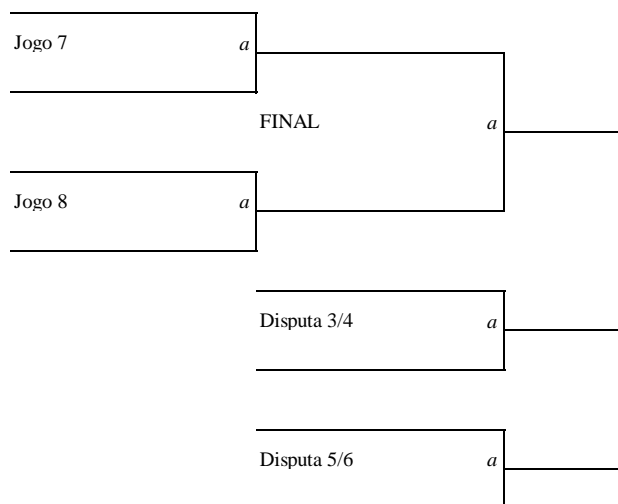 Jogo 7 a
FINAL a
Jogo 8 a
Disputa 3/4 a
Disputa 5/6 a